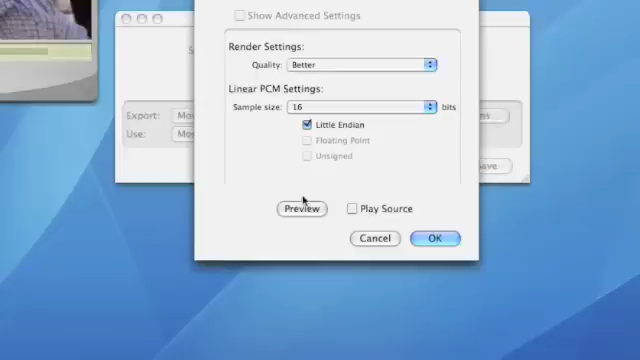 Show Advanced Settings
Render Settings:
Quality: Better
Linear PCM Settings:
Sample size: 16 bits
Export:
Little Endian
Use:
Floating Point
Unsigned
Preview
Play Source
Cancel
OK